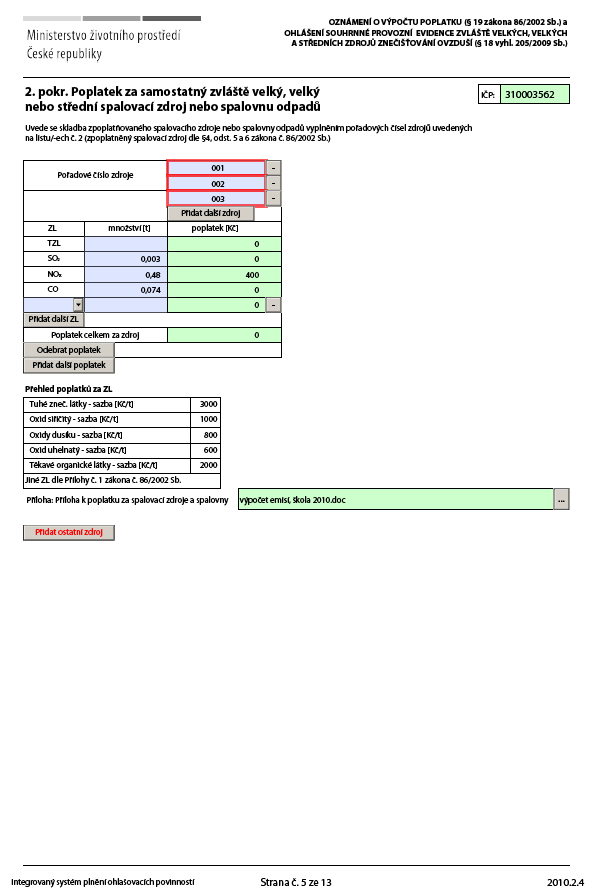 Ministerstvo životního prostředí
České republiky
OZNÁMENÍ O VÝPOČTU POPLATKU (§ 19 zákona 86/2002 Sb.) a
OHLÁŠENÍ SOUHRNNÉ PROVOZNÍ EVIDENCE ZVLÁŠTĚ VELKÝCH, VELKÝCH
A STŘEDNÍCH ZDROJŮ ZNEČIŠŤOVÁNÍ OVZDUŠÍ (§ 18 vyhl. 205/2009 Sb.)
2. pokr. Poplatek za samostatný zvláště velký, velký
nebo střední spalovací zdroj nebo spalovnu odpadů
IČP: 310003562
Uvede se skladba zpoplatňovaného spalovacího zdroje nebo spalovny odpadů vyplněním pořadových čísel zdrojů uvedených
na listu/-ech č. 2 (zpoplatněný spalovací zdroj dle §4, odst. 5 a 6 zákona č. 86/2002 Sb.)
Pořadové číslo zdroje 001 -
002 -
003 -
Přidat další zdroj
ZL množství [t] poplatek [Kč]
TZL 0
SO₂ 0,003 0
NO₂ 0,48 400
CO 0,074 0
0 -
Přidat další ZL
Poplatek celkem za zdroj 0
Odebrat poplatek
Přidat další poplatek
Přehled poplatků za ZL
Tuhé zneč. látky - sazba [Kč/t] 3000
Oxid siřičitý - sazba [Kč/t] 1000
Oxidy dusíku - sazba [Kč/t] 800
Oxid uhelnatý - sazba [Kč/t] 600
Těkavé organické látky - sazba [Kč/t] 2000
Jiné ZL dle Přílohy č. 1 zákona č. 86/2002 Sb.
Příloha: Příloha k poplatku za spalovací zdroje a spalovny výpočet emisí, škola 2010.doc ...
Přidat ostatní zdroj
Integrovaný systém plnění ohlašovacích povinností Strana č. 5 ze 13 2010.2.4